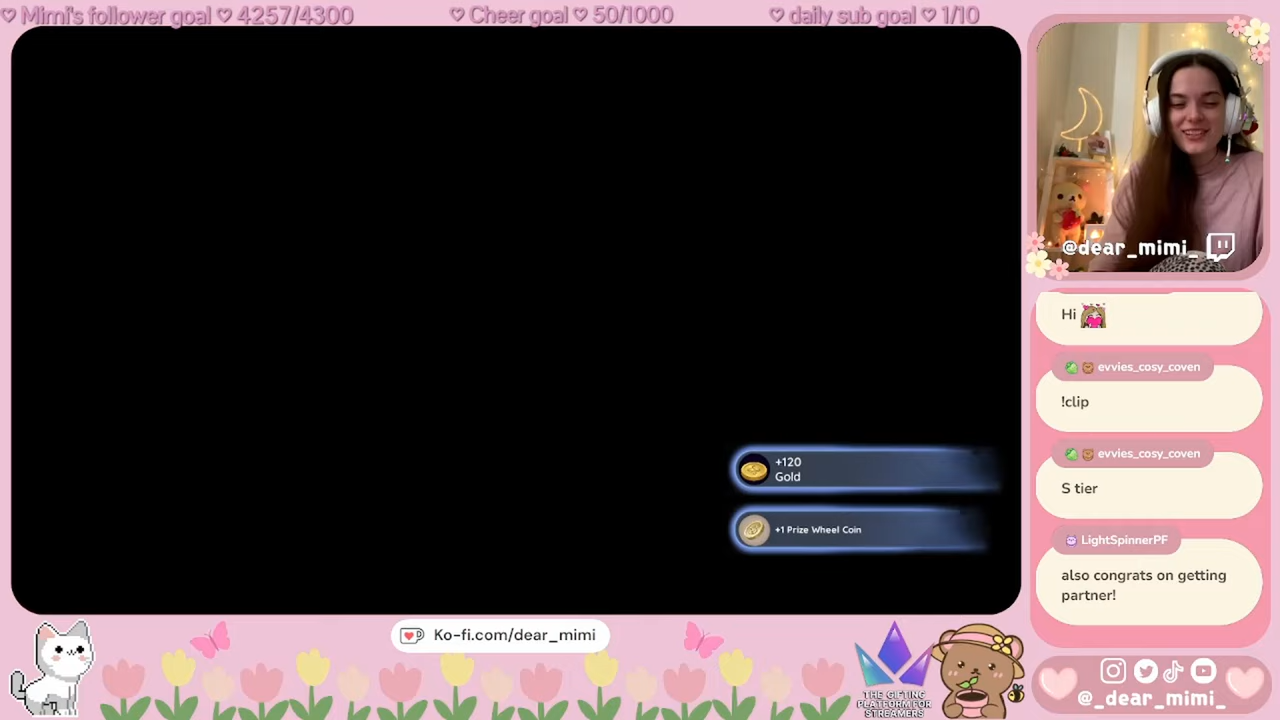 ♡ Mimi's follower goal ♡ 4257/4300
♡ Cheer goal ♡ 50/1000
♡ daily sub goal ♡ 1/10
@dear_mimi_
Hi
evvies_cosy_coven
!clip
evvies_cosy_coven
S tier
LightSpinnerPF
also congrats on getting
partner!
+120
Gold
+1 Prize Wheel Coin
Ko-fi.com/dear_mimi
THE GIFTING
PLATFORM FOR
STREAMERS
@_dear_mimi_